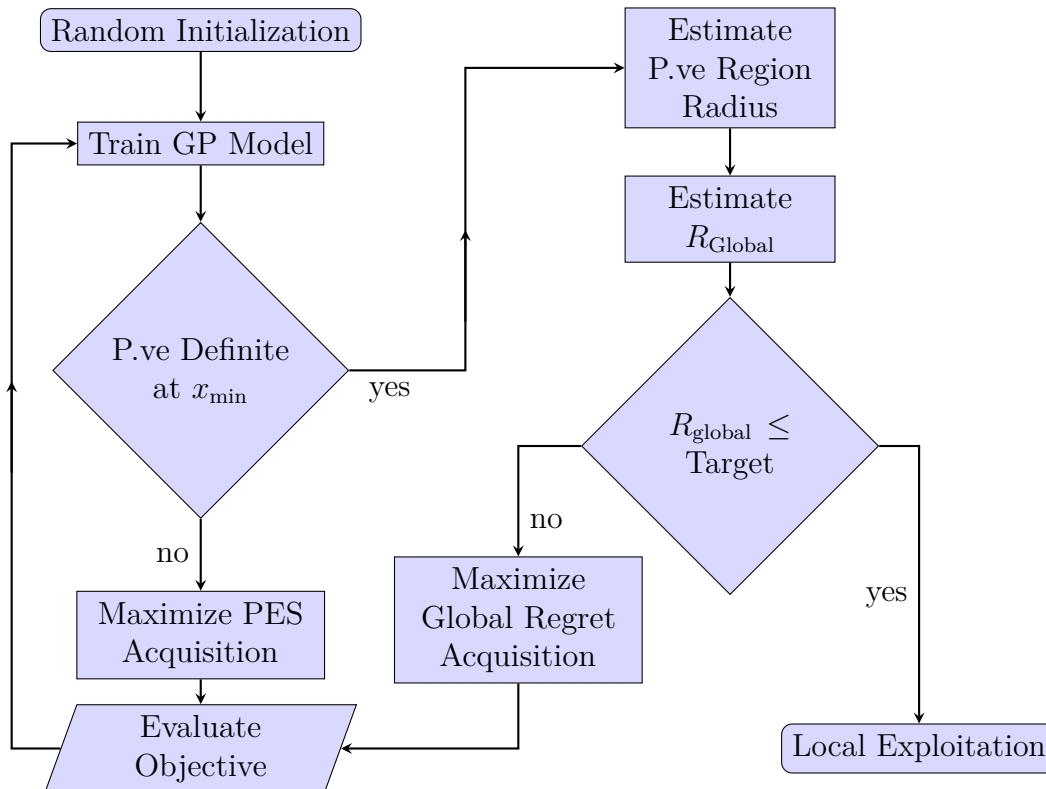 Random Initialization
Train GP Model
P.ve Definite
at x_min
yes
no
Maximize PES
Acquisition
Evaluate
Objective
Estimate
P.ve Region
Radius
Estimate
R_Global
R_global ≤
Target
no
Maximize
Global Regret
Acquisition
yes
Local Exploitation